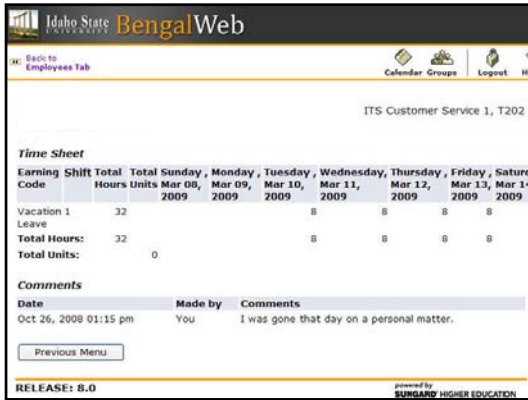 Idaho State BengalWeb
UNIVERSITY
Back to
Employees Tab
Calendar Groups Logout H
ITS Customer Service 1, T202
Time Sheet
Earning Shift Total Total Sunday , Monday , Tuesday , Wednesday, Thursday , Friday , Satur
Code Hours Units Mar 08, Mar 09, Mar 10, Mar 11, Mar 12, Mar 13, Mar 1
2009 2009 2009 2009 2009 2009 2009
Vacation 1 32 8 8 8 8
Leave
Total Hours: 32 8 8 8 8
Total Units: 0
Comments
Date Made by Comments
Oct 26, 2008 01:15 pm You I was gone that day on a personal matter.
Previous Menu
RELEASE: 8.0
powered by
SUNGARD HIGHER EDUCATION